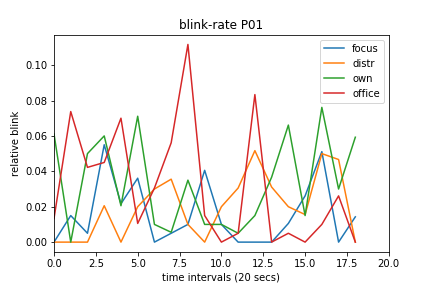 blink-rate P01
focus
distr
own
office
relative blink
0.10
0.08
0.06
0.04
0.02
0.00
0.0 2.5 5.0 7.5 10.0 12.5 15.0 17.5 20.0
time intervals (20 secs)